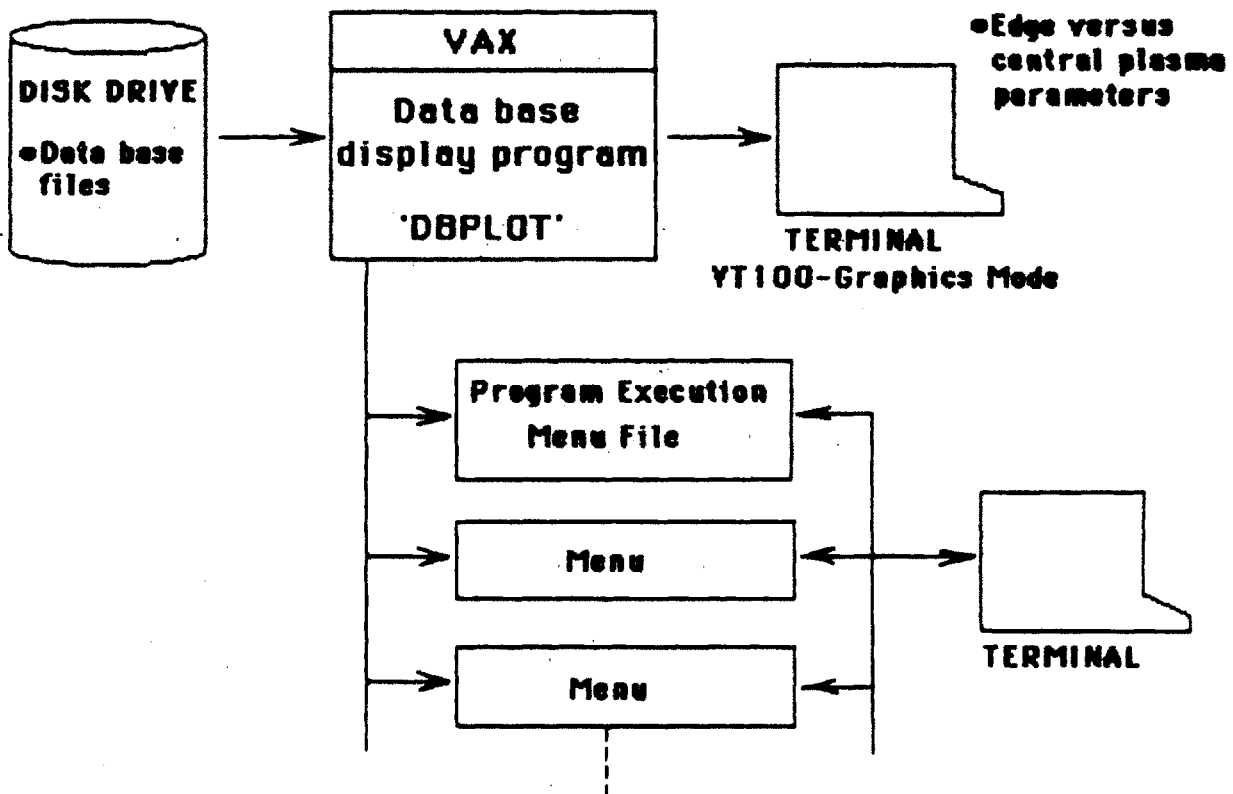 DISK DRIVE
•Data base
files
VAX
Data base
display program
'DBPLOT'
•Edge versus
central plasma
parameters
TERMINAL
VT100-Graphics Mode
Program Execution
Menu File
Menu
Menu
TERMINAL